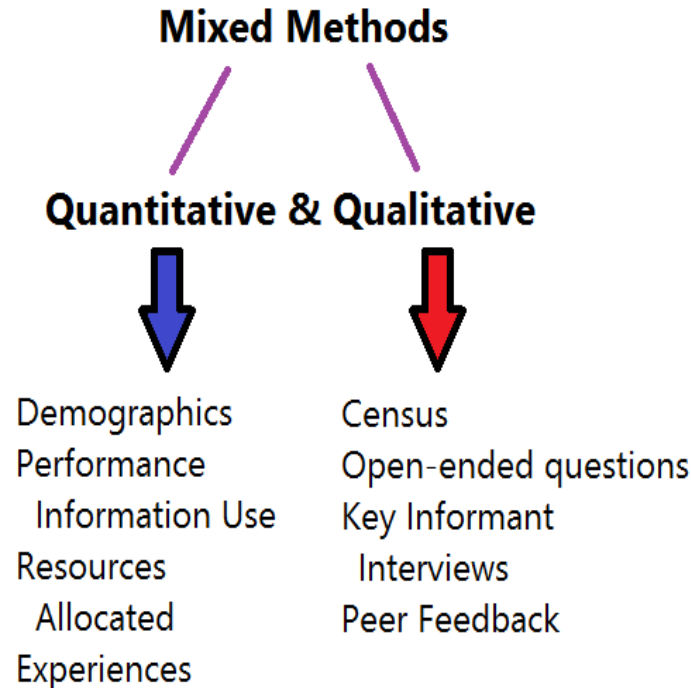 Mixed Methods
Quantitative & Qualitative
Demographics
Performance
Information Use
Resources
Allocated
Experiences
Census
Open-ended questions
Key Informant
Interviews
Peer Feedback